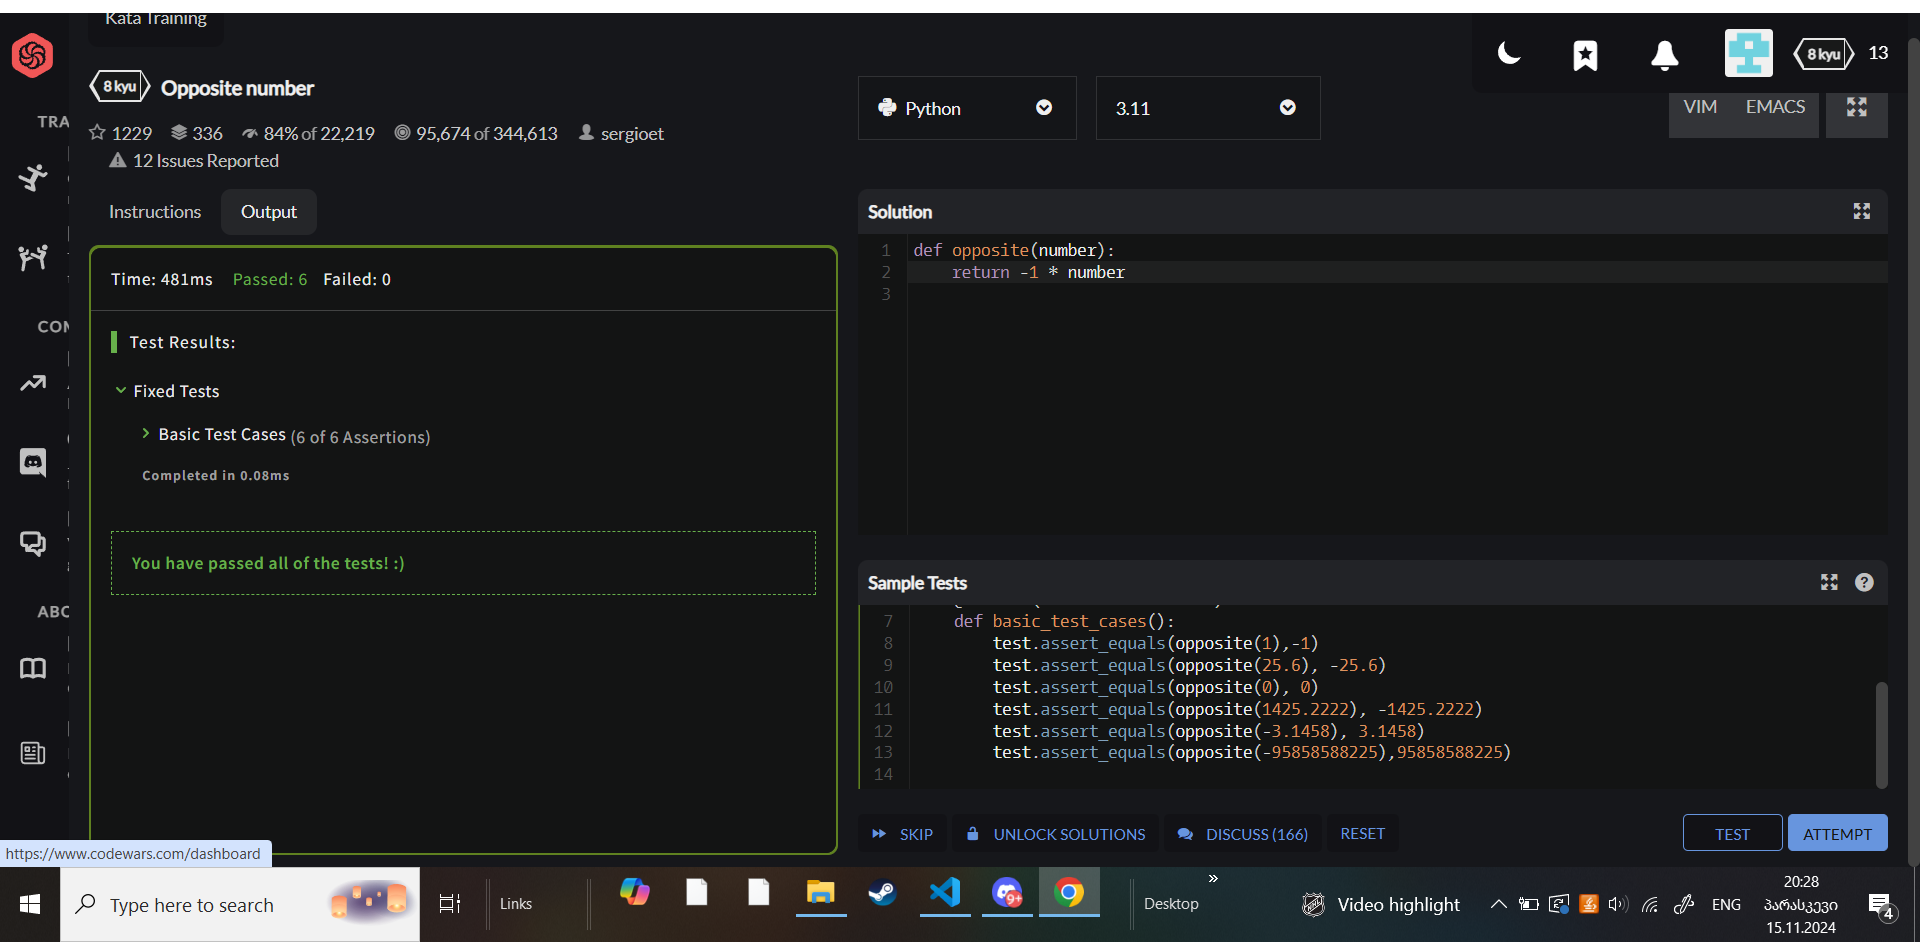 Kata Training
8 kyu
13
8 kyu Opposite number
1229 336 84% of 22,219 95,674 of 344,613 sergioet
12 Issues Reported
Python
3.11
VIM EMACS
TRA
COM
ABC
Instructions Output
Time: 481ms Passed: 6 Failed: 0
Test Results:
Fixed Tests
Basic Test Cases (6 of 6 Assertions)
Completed in 0.08ms
You have passed all of the tests! :)
Solution
1 def opposite(number):
2     return -1 * number
3
Sample Tests
7     def basic_test_cases():
8         test.assert_equals(opposite(1),-1)
9         test.assert_equals(opposite(25.6), -25.6)
10         test.assert_equals(opposite(0), 0)
11         test.assert_equals(opposite(1425.2222), -1425.2222)
12         test.assert_equals(opposite(-3.1458), 3.1458)
13         test.assert_equals(opposite(-95858588225),95858588225)
14
SKIP UNLOCK SOLUTIONS DISCUSS (166) RESET TEST ATTEMPT
https://www.codewars.com/dashboard
Type here to search
Links
9+
Desktop
»
Video highlight
ENG
20:28
პარასკევი
15.11.2024
4